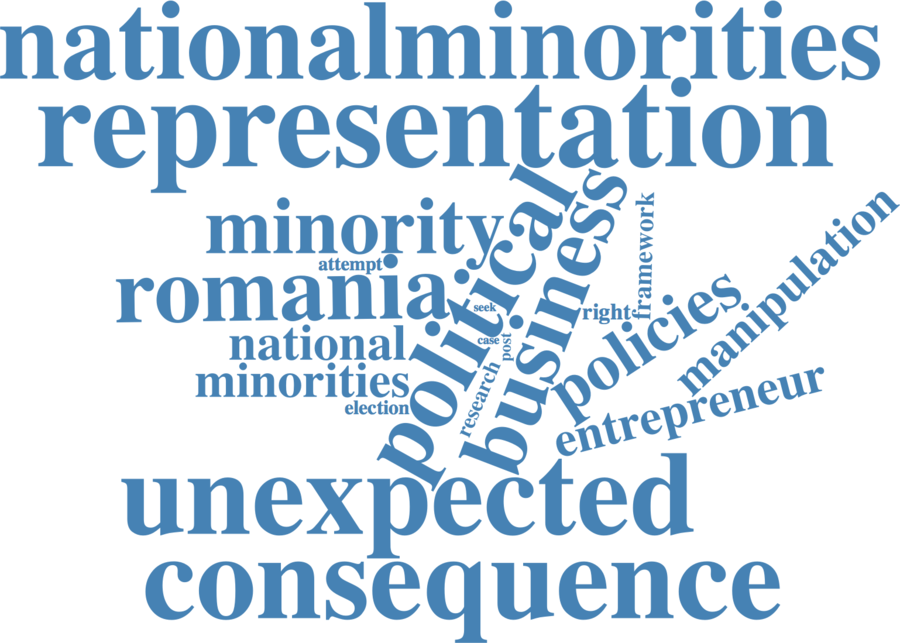 nationalminorities
representation
political
business
minority
framework
manipulation
attempt
romania
policies
seek
right
national
case
post
minorities
research
entrepreneur
election
unexpected
consequence